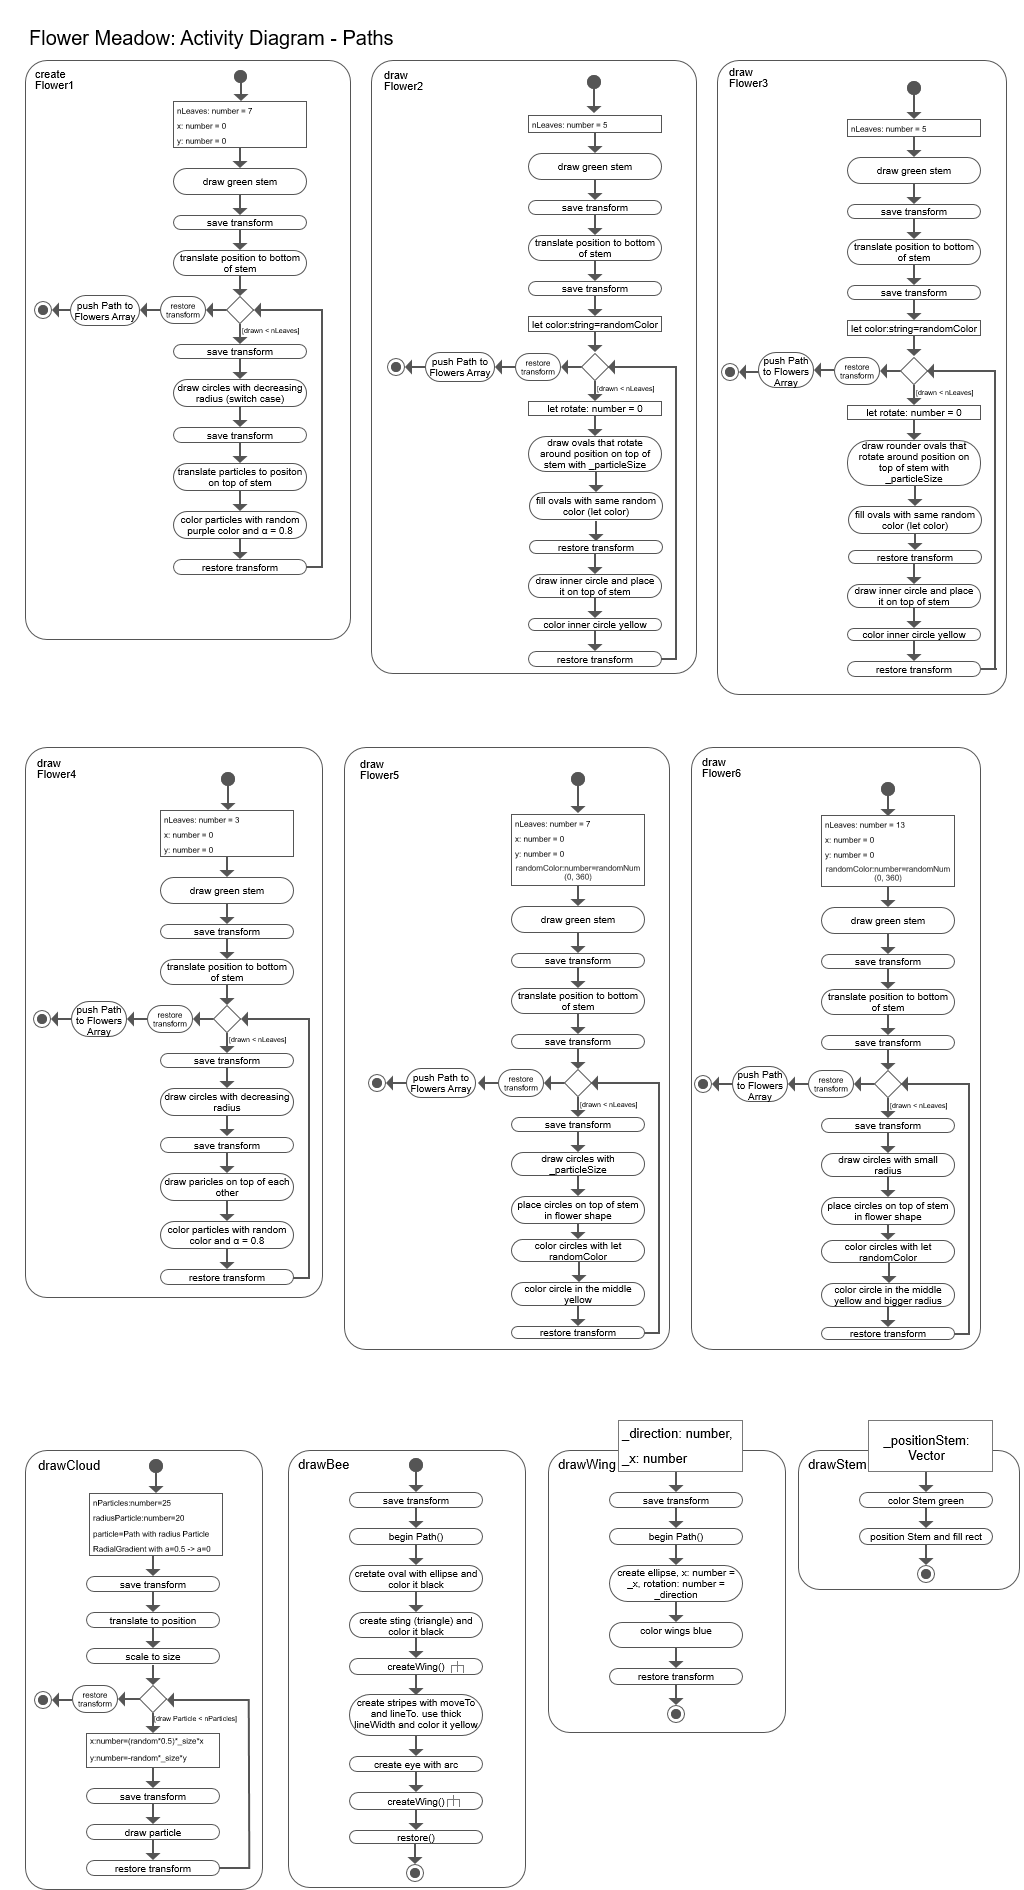 Flower Meadow: Activity Diagram - Paths
create
Flower1
nLeaves: number = 7
x: number = 0
y: number = 0
draw green stem
save transform
translate position to bottom
of stem
push Path to
Flowers Array
restore
transform
[drawn < nLeaves]
save transform
draw circles with decreasing
radius (switch case)
save transform
translate particles to positon
on top of stem
color particles with random
purple color and α = 0.8
restore transform
draw
Flower2
nLeaves: number = 5
draw green stem
save transform
translate position to bottom
of stem
save transform
let color:string=randomColor
push Path to
Flowers Array
restore
transform
[drawn < nLeaves]
let rotate: number = 0
draw ovals that rotate
around position on top of
stem with _particleSize
fill ovals with same random
color (let color)
restore transform
draw inner circle and place
it on top of stem
color inner circle yellow
restore transform
draw
Flower3
nLeaves: number = 5
draw green stem
save transform
translate position to bottom
of stem
save transform
let color:string=randomColor
push Path
to Flowers
Array
restore
transform
[drawn < nLeaves]
let rotate: number = 0
draw rounder ovals that
rotate around position on
top of stem with
_particleSize
fill ovals with same random
color (let color)
restore transform
draw inner circle and place
it on top of stem
color inner circle yellow
restore transform
draw
Flower4
nLeaves: number = 3
x: number = 0
y: number = 0
draw green stem
save transform
translate position to bottom
of stem
push Path
to Flowers
Array
restore
transform
[drawn < nLeaves]
save transform
draw circles with decreasing
radius
save transform
draw paricles on top of each
other
color particles with random
color and α = 0.8
restore transform
draw
Flower5
nLeaves: number = 7
x: number = 0
y: number = 0
randomColor:number=randomNum
(0, 360)
draw green stem
save transform
translate position to bottom
of stem
save transform
push Path to
Flowers Array
restore
transform
[drawn < nLeaves]
save transform
draw circles with
_particleSize
place circles on top of stem
in flower shape
color circles with let
randomColor
color circle in the middle
yellow
restore transform
draw
Flower6
nLeaves: number = 13
x: number = 0
y: number = 0
randomColor:number=randomNum
(0, 360)
draw green stem
save transform
translate position to bottom
of stem
save transform
push Path
to Flowers
Array
restore
transform
[drawn < nLeaves]
save transform
draw circles with small
radius
place circles on top of stem
in flower shape
color circles with let
randomColor
color circle in the middle
yellow and bigger radius
restore transform
drawCloud
nParticles:number=25
radiusParticle:number=20
particle=Path with radius Particle
RadialGradient with a=0.5 -> a=0
save transform
translate to position
scale to size
restore
transform
[draw Particle < nParticles]
x:number=(random*0.5)*_size*x
y:number=-random*_size*y
save transform
draw particle
restore transform
drawBee
save transform
begin Path()
cretate oval with ellipse and
color it black
create sting (triangle) and
color it black
createWing()
create stripes with moveTo
and lineTo. use thick
lineWidth and color it yellow
create eye with arc
createWing()
restore()
drawWing
_direction: number,
_x: number
save transform
begin Path()
create ellipse, x: number =
_x, rotation: number =
_direction
color wings blue
restore transform
drawStem
_positionStem:
Vector
color Stem green
position Stem and fill rect